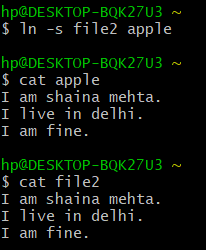 hp@DESKTOP-BQK27U3 ~
$ ln -s file2 apple
hp@DESKTOP-BQK27U3 ~
$ cat apple
I am shaina mehta.
I live in delhi.
I am fine.
hp@DESKTOP-BQK27U3 ~
$ cat file2
I am shaina mehta.
I live in delhi.
I am fine.